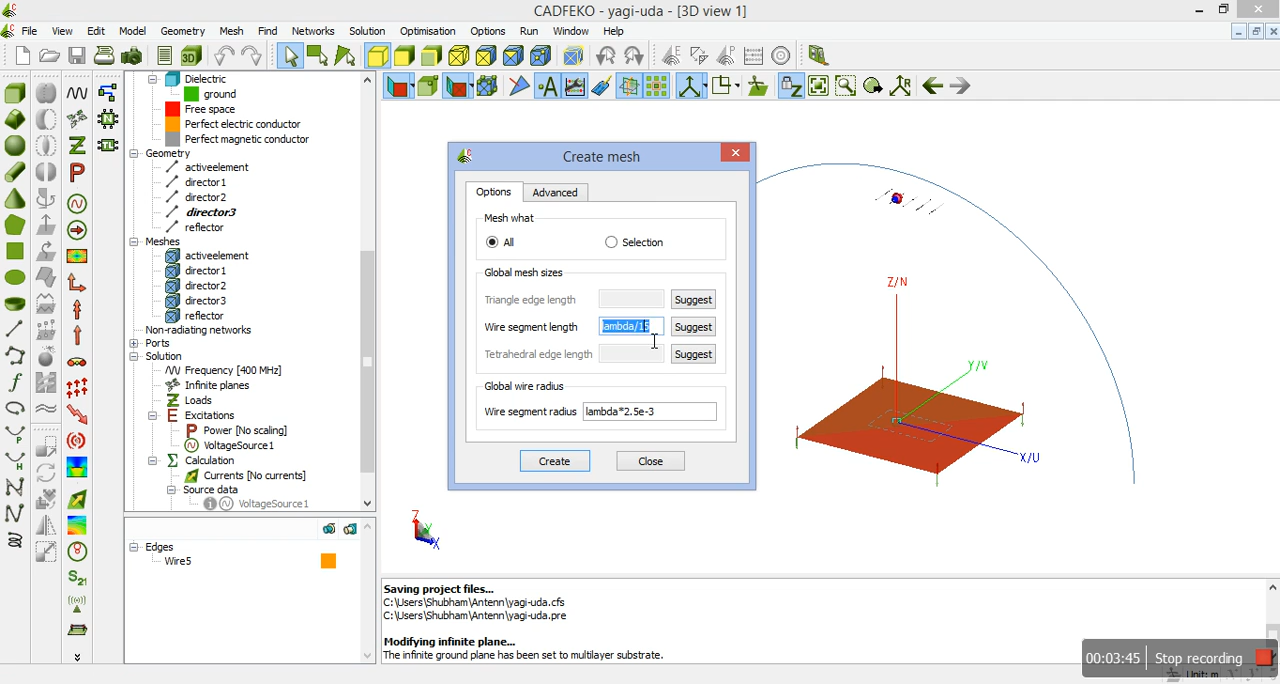 CADFEKO - yagi-uda - [3D view 1]
File View Edit Model Geometry Mesh Find Networks Solution Optimisation Options Run Window Help
Dielectric
ground
Free space
Perfect electric conductor
Perfect magnetic conductor
Geometry
activeelement
director1
director2
director3
reflector
Meshes
activeelement
director1
director2
director3
reflector
Non-radiating networks
Ports
Solution
Frequency [400 MHz]
Infinite planes
Loads
Excitations
Power [No scaling]
VoltageSource1
Calculation
Currents [No currents]
Source data
VoltageSource1
Edges
Wire5
Create mesh
Options Advanced
Mesh what
All Selection
Global mesh sizes
Triangle edge length Suggest
Wire segment length lambda/15 Suggest
Tetrahedral edge length Suggest
Global wire radius
Wire segment radius lambda*2.5e-3
Create Close
Z/N
Y/V
X/U
Z
Y
X
Saving project files...
C:\Users\Shubham\Antenn\yagi-uda.cfs
C:\Users\Shubham\Antenn\yagi-uda.pre
Modifying infinite plane...
The infinite ground plane has been set to multilayer substrate.
00:03:45 Stop recording
Unit: m